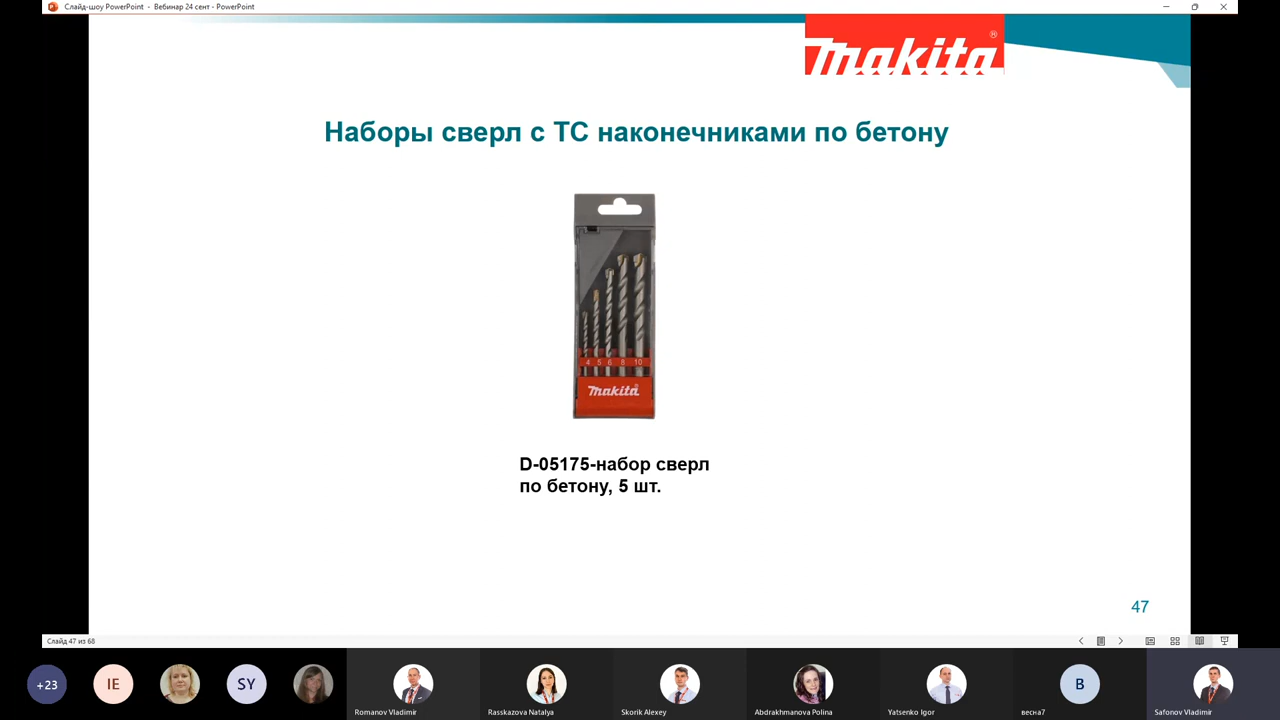 Слайд-шоу PowerPoint - Вебинар 24 сент - PowerPoint
makita®
Наборы сверл с ТС наконечниками по бетону
4 5 6 8 10
makita®
D-05175-набор сверл
по бетону, 5 шт.
47
Слайд 47 из 68
+23
IE
SY
В
Romanov Vladimir
Rasskazova Natalya
Skorik Alexey
Abdrakhmanova Polina
Yatsenko Igor
весна7
Safonov Vladimir